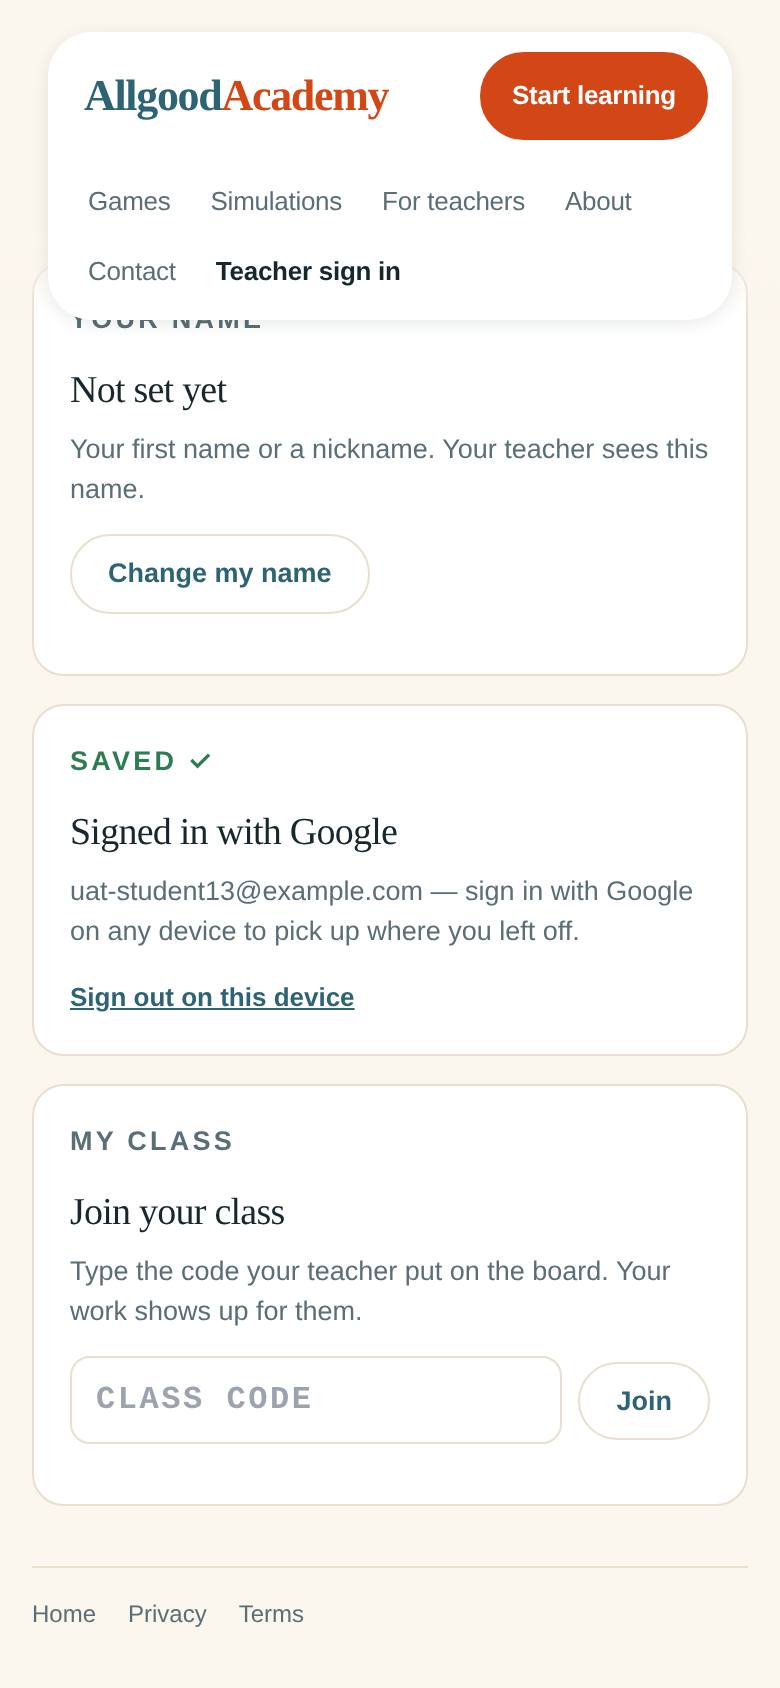 AllgoodAcademy
Start learning
Games Simulations For teachers About
Contact Teacher sign in
YOUR NAME
Not set yet
Your first name or a nickname. Your teacher sees this
name.
Change my name
SAVED ✓
Signed in with Google
uat-student13@example.com — sign in with Google
on any device to pick up where you left off.
Sign out on this device
MY CLASS
Join your class
Type the code your teacher put on the board. Your
work shows up for them.
CLASS CODE
Join
Home Privacy Terms